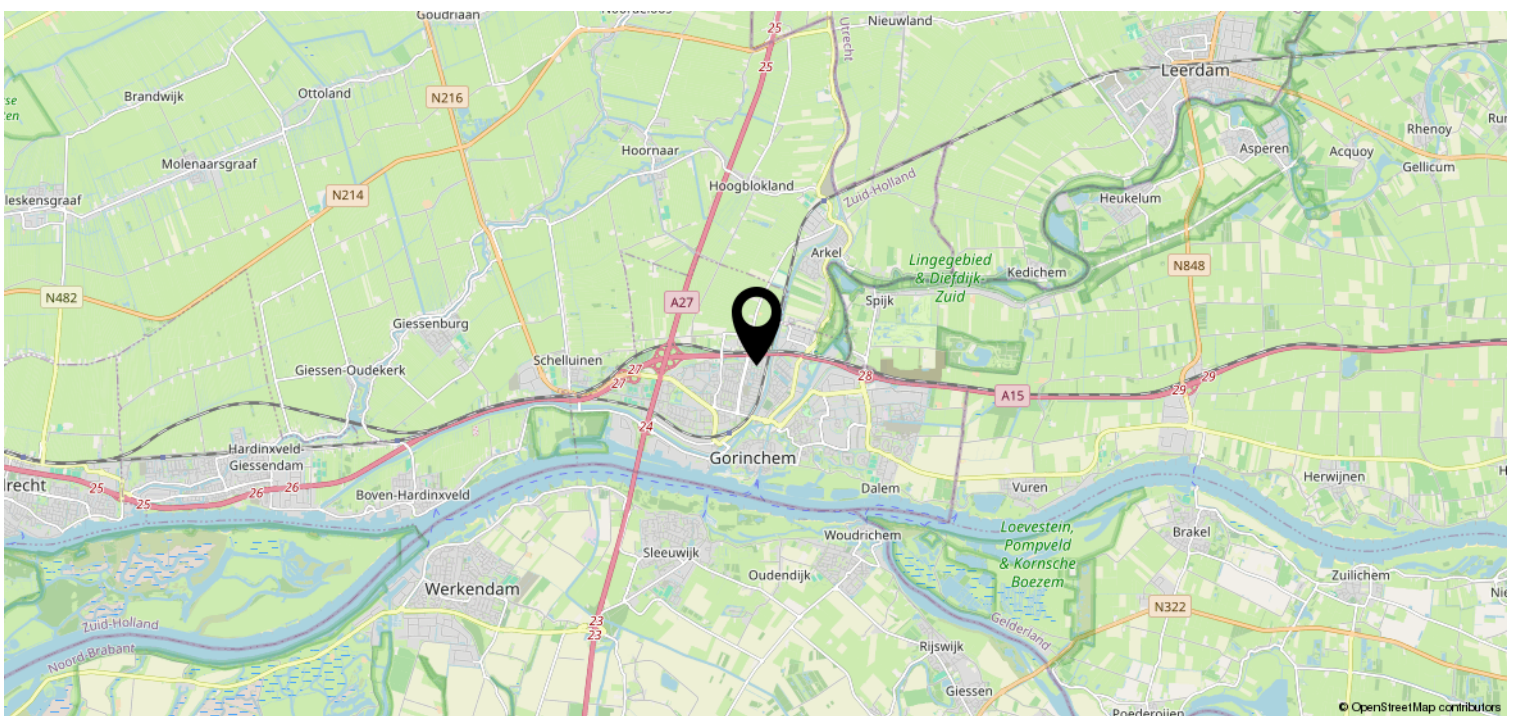 Goudriaan
25
Utrecht
Nieuwland
25
Leerdam
Brandwijk
Ottoland
N216
Rhenoy
Hoornaar
Asperen
Acquoy
Molenaarsgraaf
Gellicum
Hoogblokland
Zuid-Holland
N214
Heukelum
leskensgraaf
Arkel
Lingegebied
& Diefdijk-
Zuid
Kedichem
N848
N482
A27
Spijk
Giessenburg
Schelluinen
Giessen-Oudekerk
27
27
28
29
29
A15
24
Hardinxveld-
Giessendam
Gorinchem
lrecht
25
25
26
26
Boven-Hardinxveld
Dalem
Vuren
Herwijnen
Loevestein,
Pompveld
& Kornsche
Boezem
Brakel
Sleeuwijk
Woudrichem
Oudendijk
Zuilichem
Werkendam
N322
23
23
Zuid-Holland
Noord-Brabant
Gelderland
Rijswijk
Giessen
© OpenStreetMap contributors